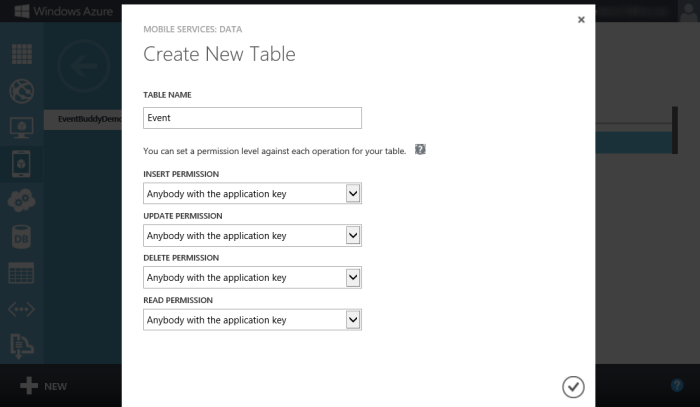 Windows Azure
MOBILE SERVICES: DATA
Create New Table
TABLE NAME
EventBuddyDemo
Event
You can set a permission level against each operation for your table. ?
INSERT PERMISSION
Anybody with the application key
UPDATE PERMISSION
Anybody with the application key
DELETE PERMISSION
DB
Anybody with the application key
READ PERMISSION
Anybody with the application key
NEW
?